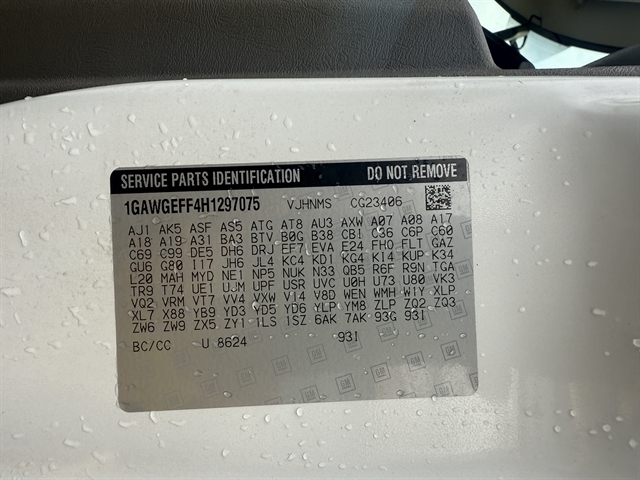 SERVICE PARTS IDENTIFICATION DO NOT REMOVE
1GAWGEFF4H1297075 VJHNMS CG23406
AJ1 AK5 ASF AS5 ATG AT8 AU3 AXW A07 A08 A17
A18 A19 A31 BA3 BTV B0G B38 CB1 C36 C6P C60
C69 C99 DE5 DH6 DRJ EF7 EVA E24 FH0 FLT GAZ
GU6 G80 I17 JH6 JL4 KC4 KD1 KG4 K14 KUP K34
L20 MAH MYD NE1 NP5 NUK N33 QB5 R6F R9N TGA
TR9 T74 UE1 UJM UPF USR UVC U0H U73 U80 VK3
VQ2 VRM VT7 VV4 VXW V14 V8D WEN WMH W1Y XLP
XL7 X88 YB9 YD3 YD5 YD6 YLP YM8 ZLP ZQ2 ZQ3
ZW6 ZW9 ZX5 ZY1 1LS 1SZ 6AK 7AK 93G 93I
BC/CC U 8624 93I